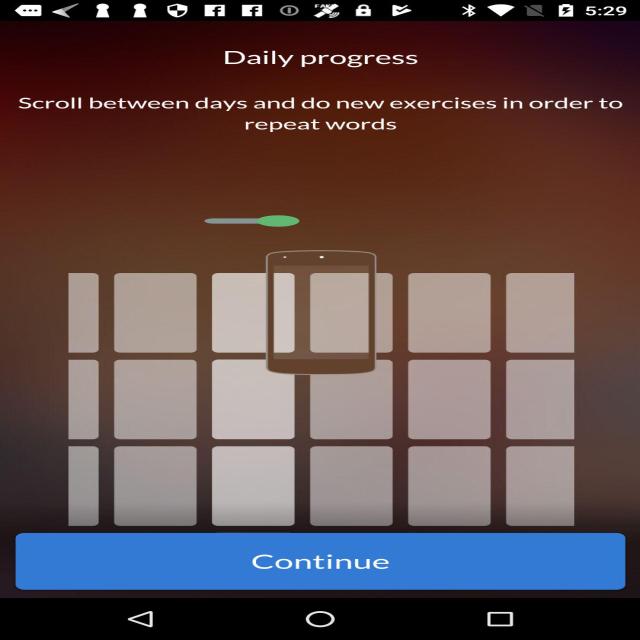 5:29
Daily progress
Scroll between days and do new exercises in order to
repeat words
Continue